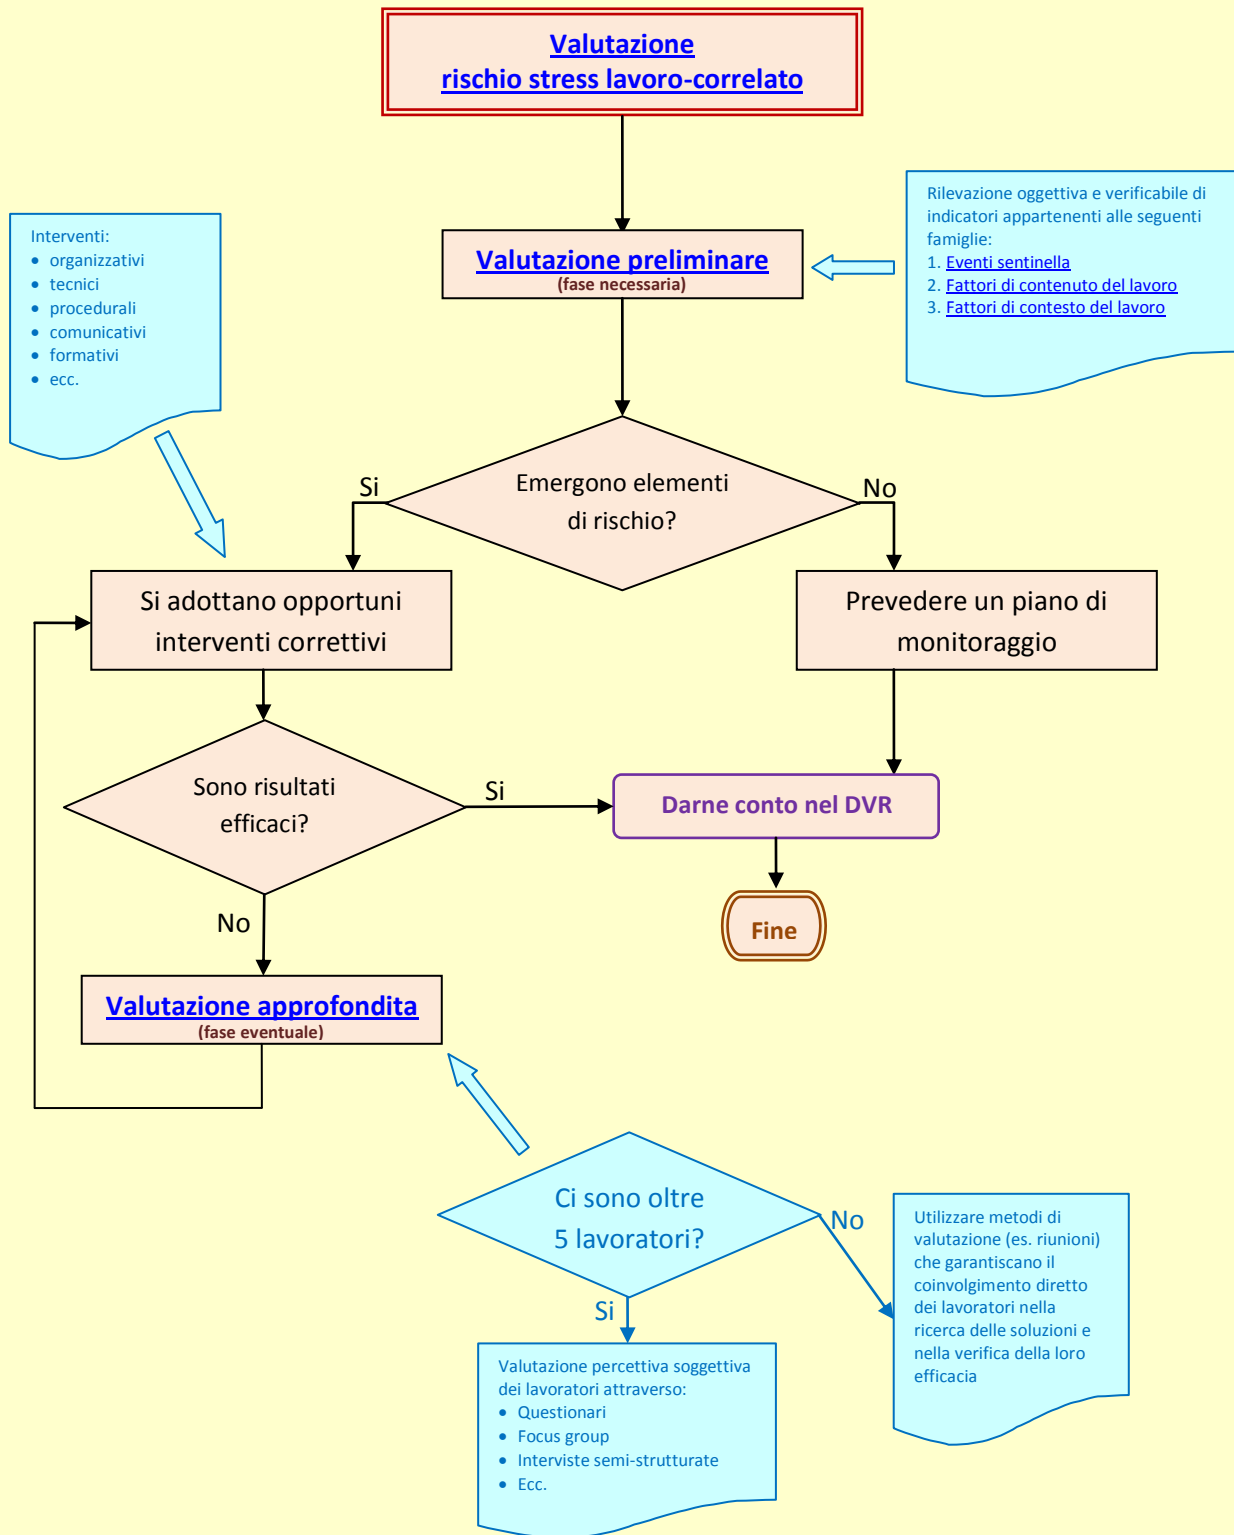 Valutazione
rischio stress lavoro-correlato
Rilevazione oggettiva e verificabile di
indicatori appartenenti alle seguenti
famiglie:
1. Eventi sentinella
2. Fattori di contenuto del lavoro
3. Fattori di contesto del lavoro
Interventi:
• organizzativi
• tecnici
• procedurali
• comunicativi
• formativi
• ecc.
Valutazione preliminare
(fase necessaria)
Emergono elementi
di rischio?
Si
No
Si adottano opportuni
interventi correttivi
Prevedere un piano di
monitoraggio
Sono risultati
efficaci?
Si
Darne conto nel DVR
No
Fine
Valutazione approfondita
(fase eventuale)
Ci sono oltre
5 lavoratori?
No
Utilizzare metodi di
valutazione (es. riunioni)
che garantiscano il
coinvolgimento diretto
dei lavoratori nella
ricerca delle soluzioni e
nella verifica della loro
efficacia
Si
Valutazione percettiva soggettiva
dei lavoratori attraverso:
• Questionari
• Focus group
• Interviste semi-strutturate
• Ecc.